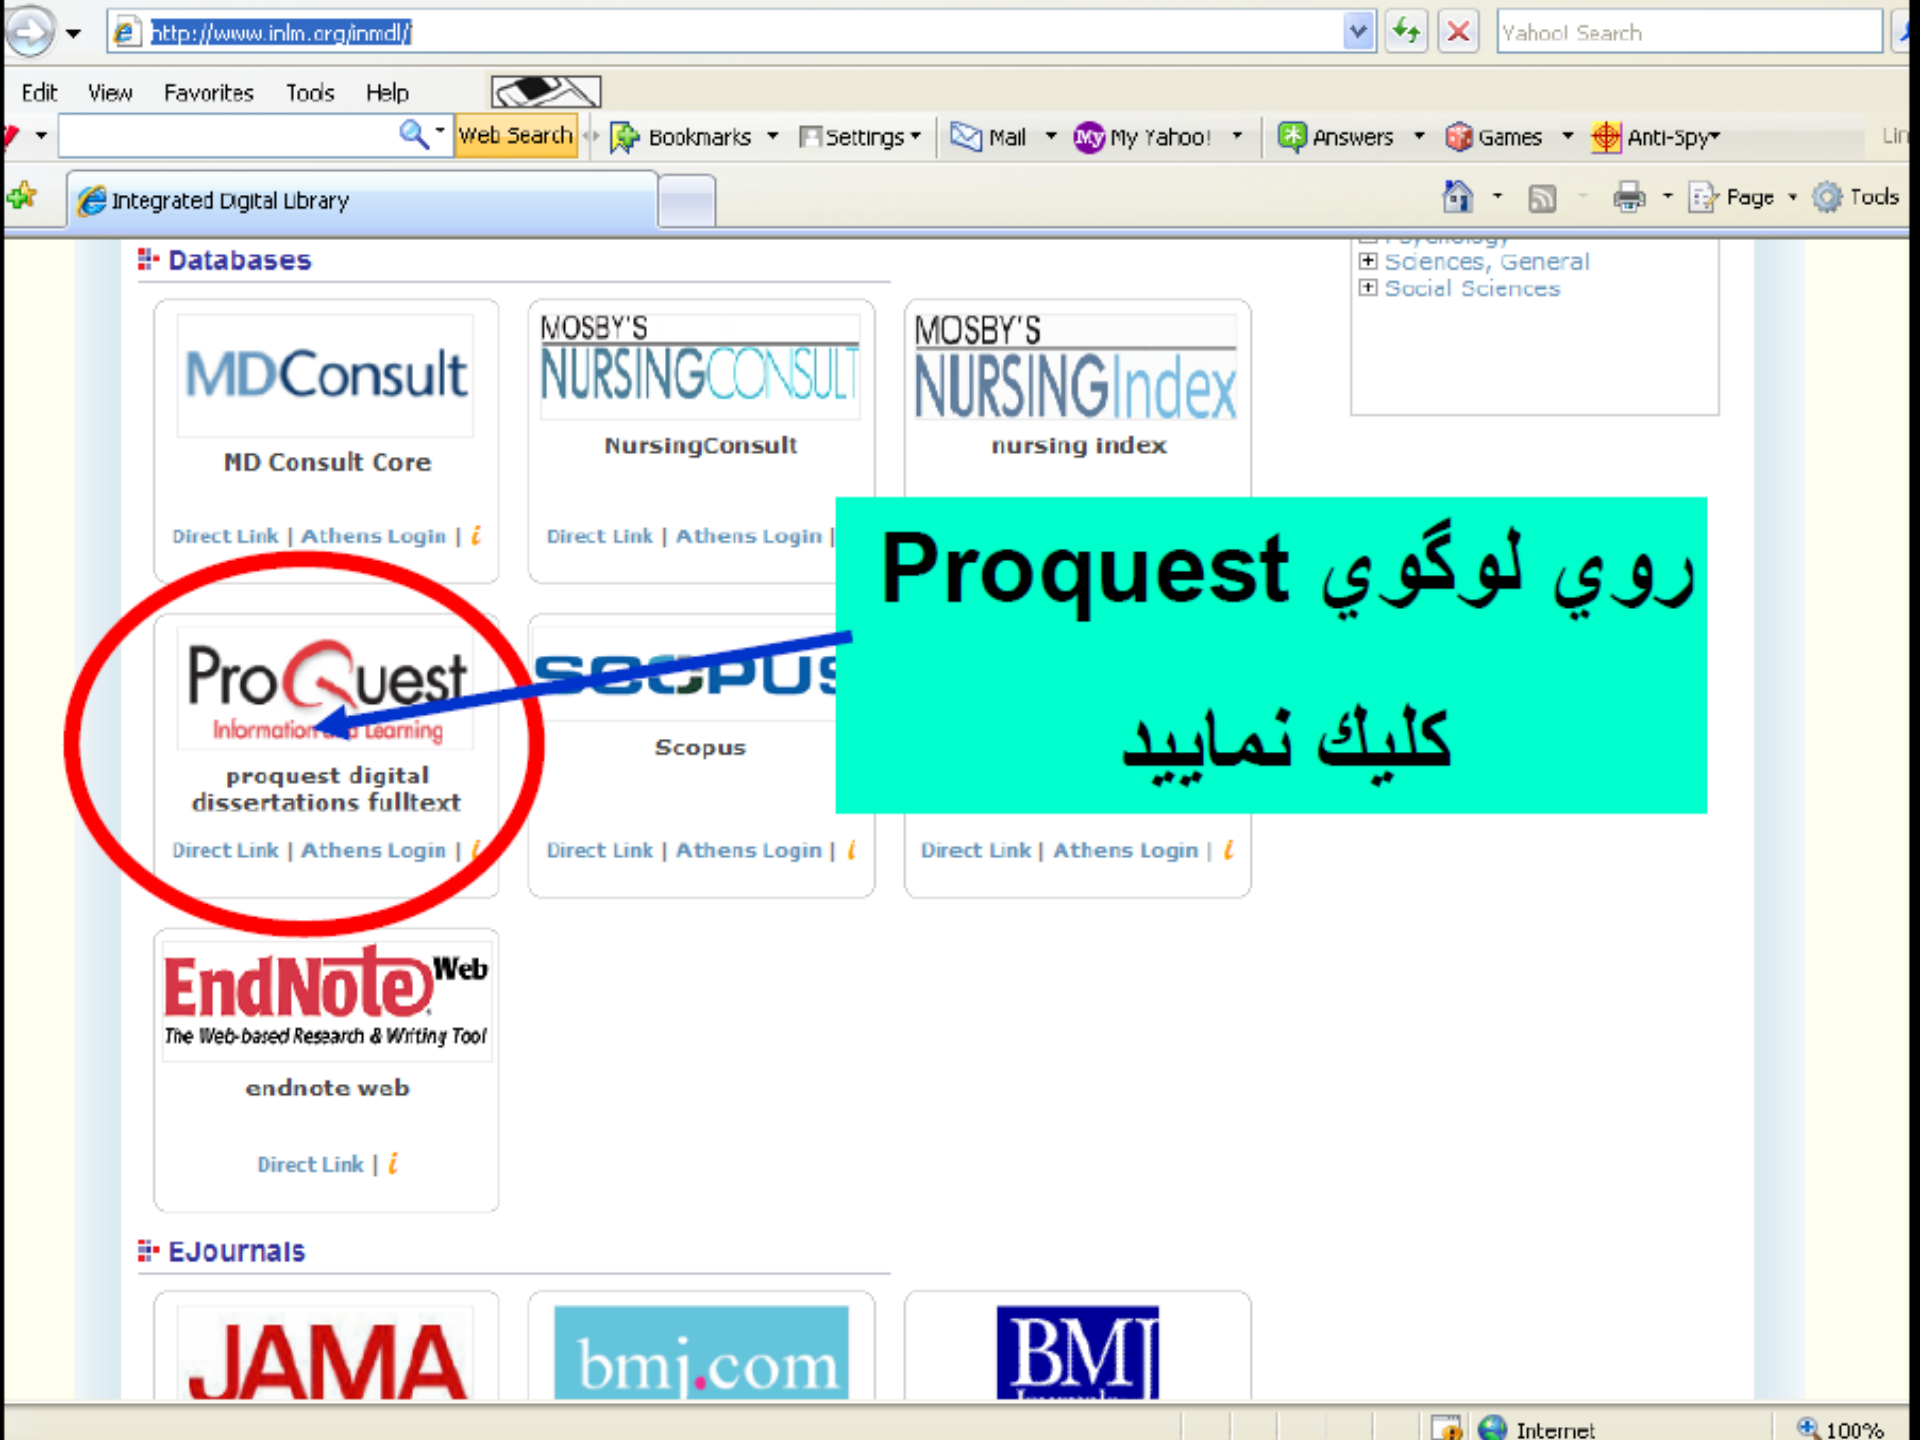 http://www.inlm.org/inmdl/
Yahoo! Search
Edit View Favorites Tools Help
Web Search Bookmarks Settings Mail My Yahoo! Answers Games Anti-Spy
Integrated Digital Library
Page Tools
Databases
Psychology
Sciences, General
Social Sciences
MDConsult
MD Consult Core
Direct Link | Athens Login | i
MOSBY'S
NURSINGCONSULT
NursingConsult
Direct Link | Athens Login |
MOSBY'S
NURSINGIndex
nursing index
روي لوگوي Proquest
كليك نماييد
ProQuest
Information and Learning
proquest digital
dissertations fulltext
Direct Link | Athens Login | i
SCOPUS
Scopus
Direct Link | Athens Login | i
Direct Link | Athens Login | i
EndNote Web
The Web-based Research & Writing Tool
endnote web
Direct Link | i
EJournals
JAMA
bmj.com
BMJ
Internet
100%